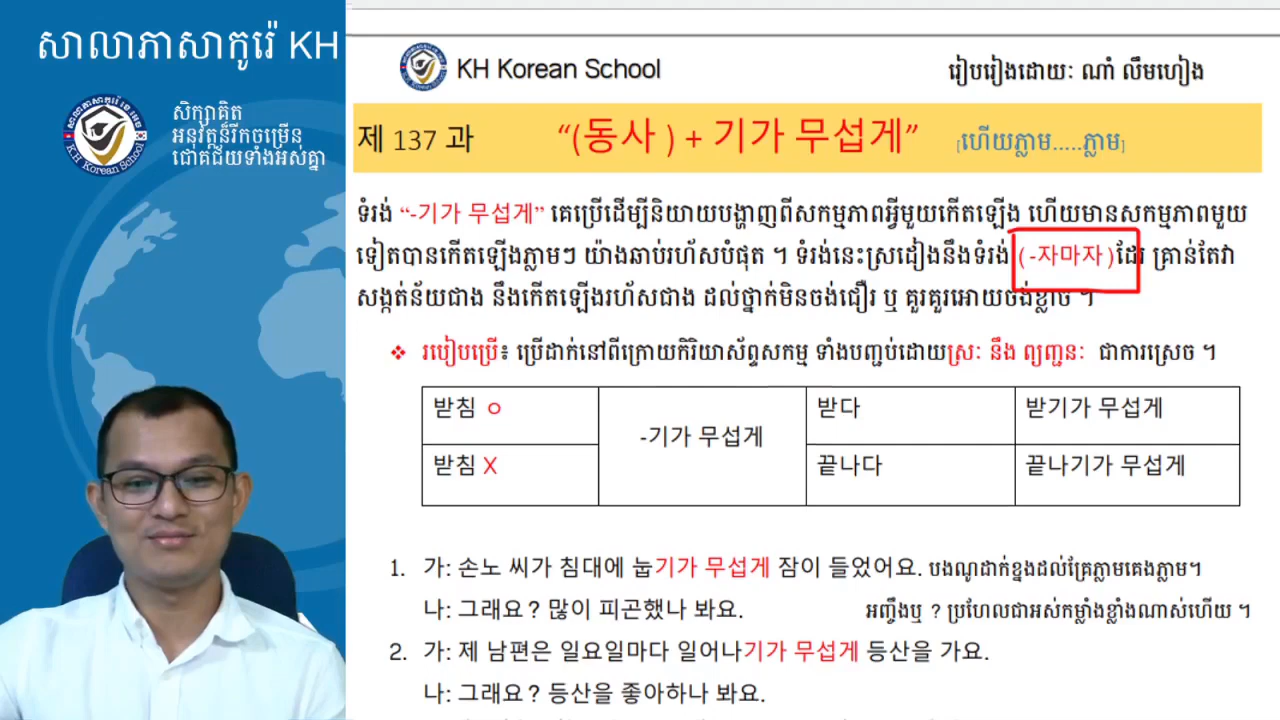 សាលាភាសាកូរ៉េ KH
សិក្សាគិត
អនុវត្តន៍រីកចម្រើន
ជោគជ័យទាំងអស់គ្នា
KH Korean School
រៀបរៀងដោយ: ណាំ លឹមហៀង
제 137 과 “(동사 ) + 기가 무섭게” [ហើយភ្លាម.....ភ្លាម]
ទំរង់ “-기가 무섭게” គេប្រើដើម្បីនិយាយបង្ហាញពីសកម្មភាពអ្វីមួយកើតឡើង ហើយមានសកម្មភាពមួយ
ទៀតបានកើតឡើងភ្លាមៗ យ៉ាងឆាប់រហ័សបំផុត ។ ទំរង់នេះស្រដៀងនឹងទំរង់ ( -자마자 )ដែរ គ្រាន់តែវា
សង្កត់ន័យជាង នឹងកើតឡើងរហ័សជាង ដល់ថ្នាក់មិនចង់ជឿរ ឬ គួរគួរអោយចង់ខ្លាច ។
❖ របៀបប្រើ៖ ប្រើដាក់នៅពីក្រោយកិរិយាស័ព្ទសកម្ម ទាំងបញ្ចប់ដោយស្រ: នឹង ព្យញ្ជន: ជាការស្រេច ។
받침 ㅇ
-기가 무섭게
받다
받기가 무섭게
받침 X
끝나다
끝나기가 무섭게
1. 가: 손노 씨가 침대에 눕기가 무섭게 잠이 들었어요. បងណូដាក់ខ្នងដល់គ្រែភ្លាមគេងភ្លាម។
나: 그래요? 많이 피곤했나 봐요. អញ្ចឹងឬ ? ប្រហែលជាអស់កម្លាំងខ្លាំងណាស់ហើយ ។
2. 가: 제 남편은 일요일마다 일어나기가 무섭게 등산을 가요.
나: 그래요? 등산을 좋아하나 봐요.